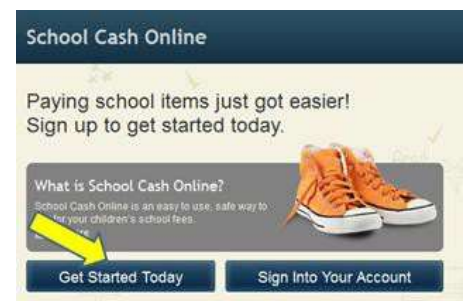 School Cash Online
Paying school items just got easier!
Sign up to get started today.
What is School Cash Online?
School Cash Online is an easy to use, safe way to
for your children's school fees.
Get Started Today
Sign Into Your Account